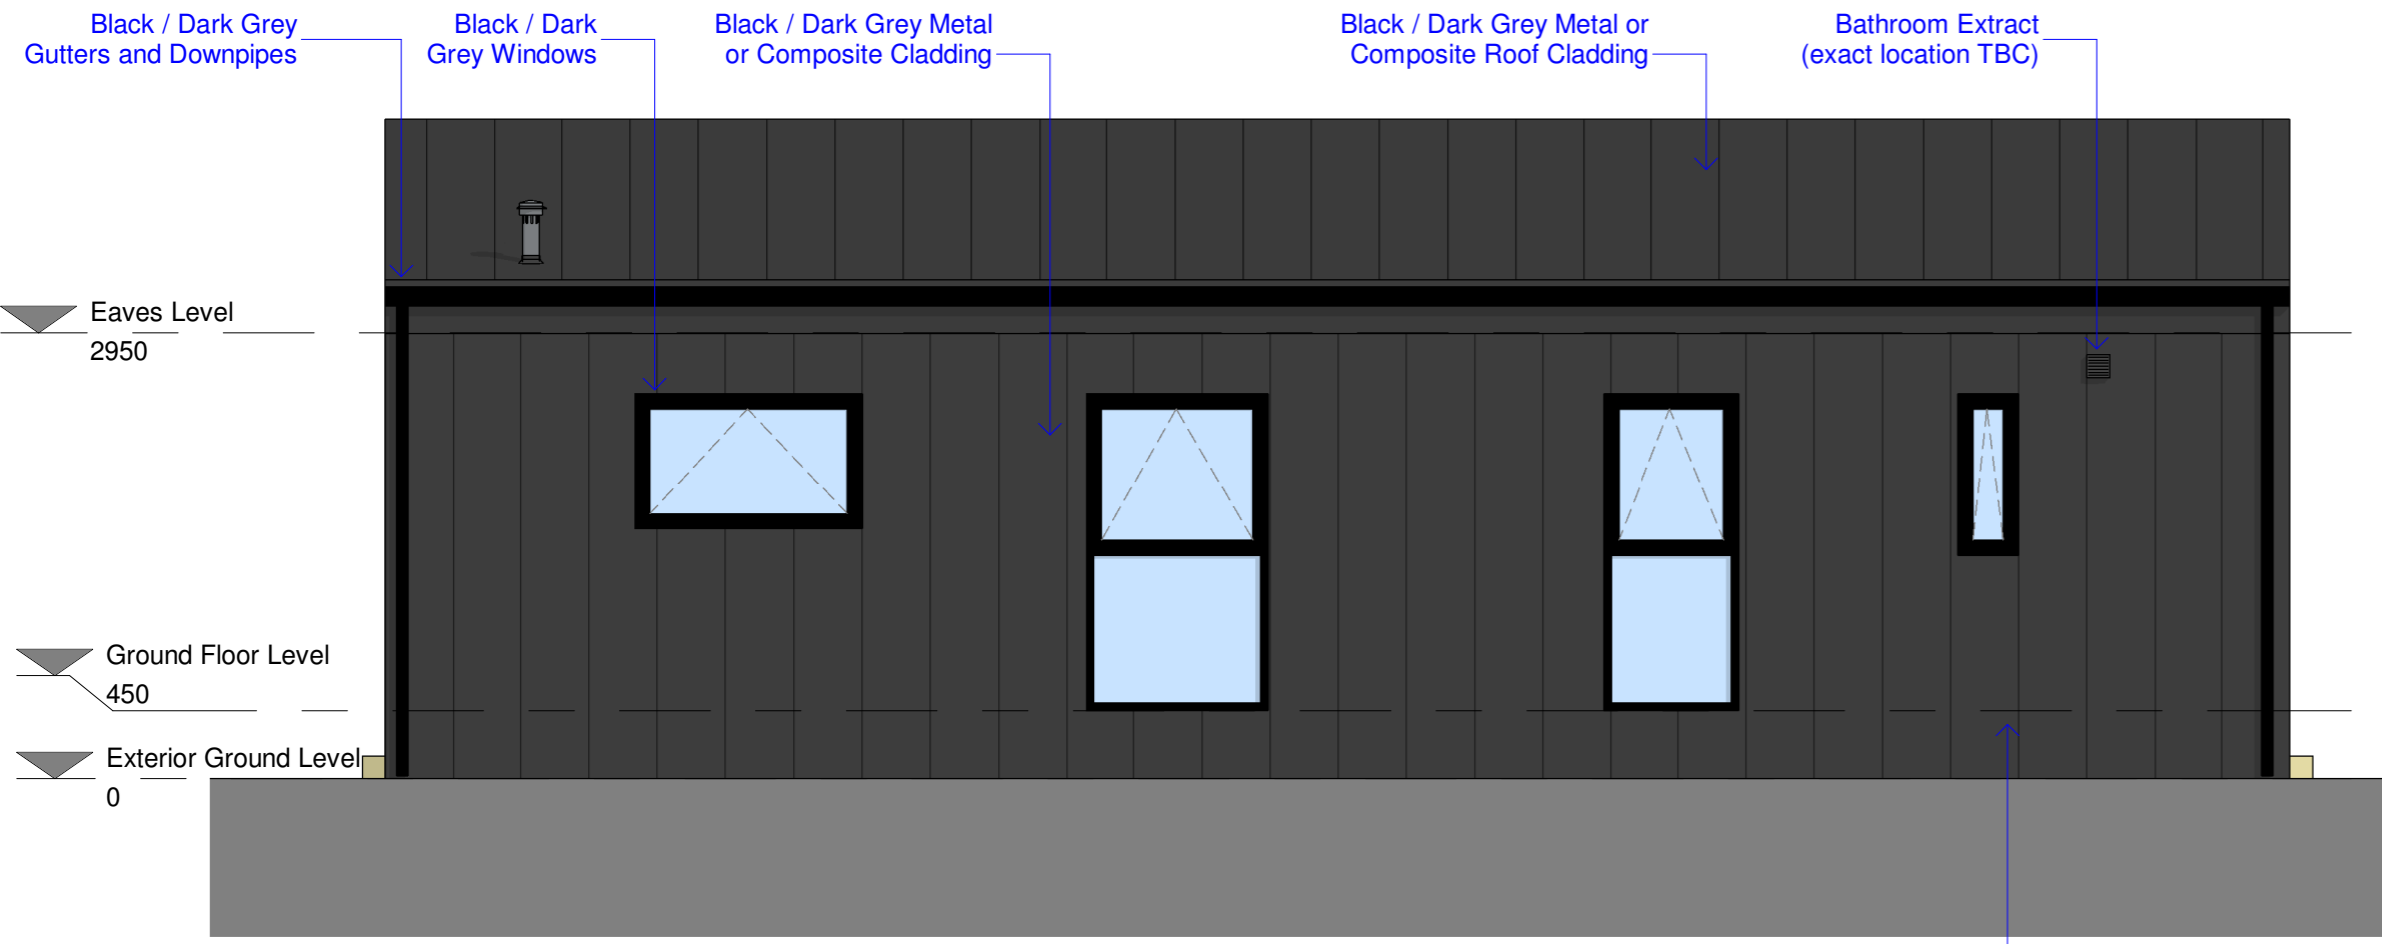 Black / Dark Grey
Gutters and Downpipes
Black / Dark
Grey Windows
Black / Dark Grey Metal
or Composite Cladding
Black / Dark Grey Metal or
Composite Roof Cladding
Bathroom Extract
(exact location TBC)
Eaves Level
2950
Ground Floor Level
450
Exterior Ground Level
0